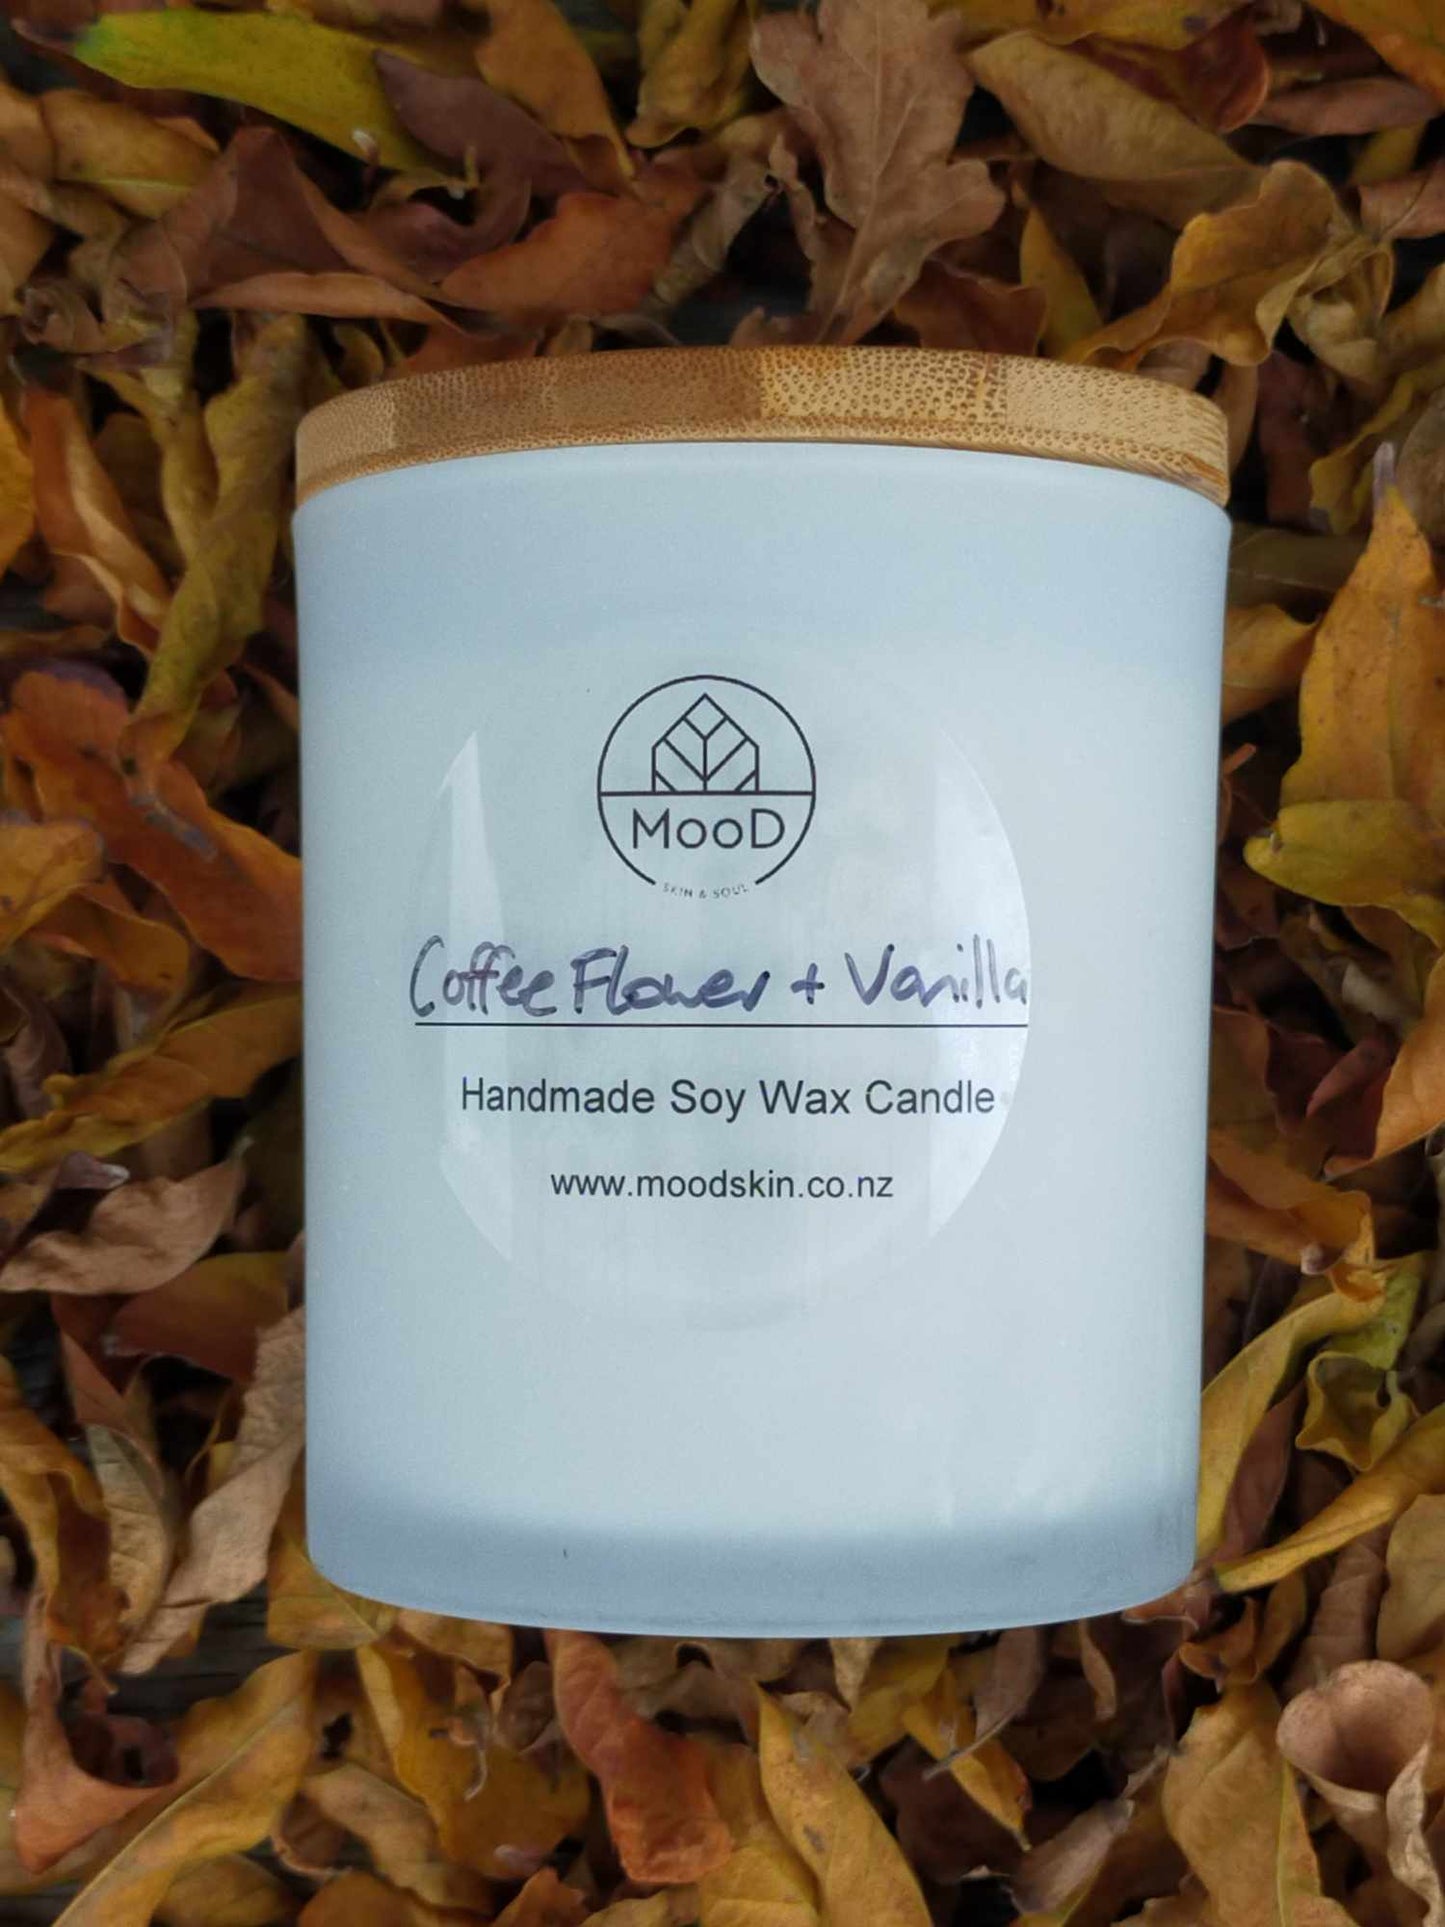 MooD
SKIN & SOUL
Coffee Flower + Vanilla
Handmade Soy Wax Candle
www.moodskin.co.nz